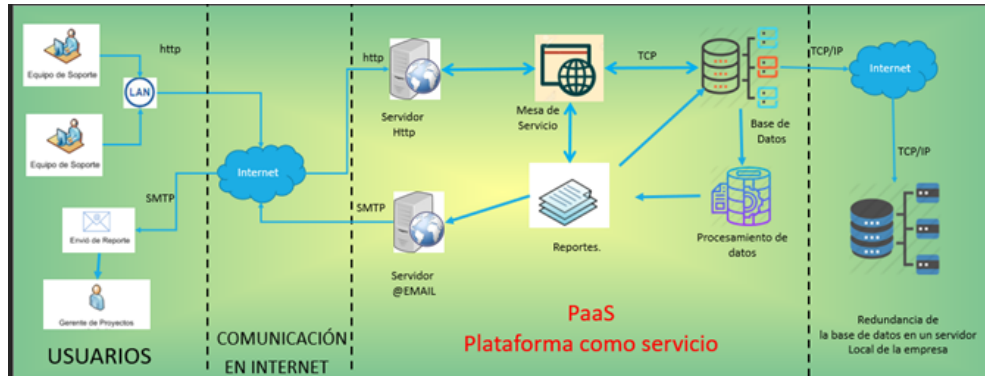 Equipo de Soporte
http
LAN
Equipo de Soporte
SMTP
Envió de Reporte
Gerente de Proyectos
USUARIOS
Internet
COMUNICACIÓN
EN INTERNET
http
Servidor
Http
SMTP
Servidor
@EMAIL
Mesa de
Servicio
TCP
Base de
Datos
Reportes.
Procesamiento de
datos
PaaS
Plataforma como servicio
TCP/IP
Internet
TCP/IP
Redundancia de
la base de datos en un servidor
Local de la empresa